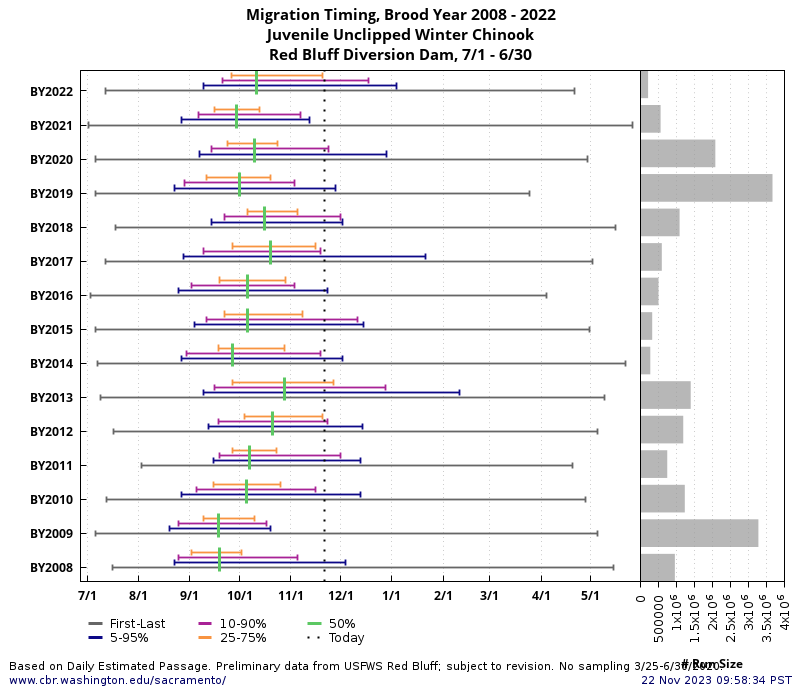 Migration Timing, Brood Year 2008 - 2022
Juvenile Unclipped Winter Chinook
Red Bluff Diversion Dam, 7/1 - 6/30
BY2022
BY2021
BY2020
BY2019
BY2018
BY2017
BY2016
BY2015
BY2014
BY2013
BY2012
BY2011
BY2010
BY2009
BY2008
7/1 8/1 9/1 10/1 11/1 12/1 1/1 2/1 3/1 4/1 5/1
0 500000 1x10^6 1.5x10^6 2x10^6 2.5x10^6 3x10^6 3.5x10^6 4x10^6
First-Last 10-90% 50%
5-95% 25-75% Today
# Run Size
Based on Daily Estimated Passage. Preliminary data from USFWS Red Bluff; subject to revision. No sampling 3/25-6/30/2020.
www.cbr.washington.edu/sacramento/
22 Nov 2023 09:58:34 PST